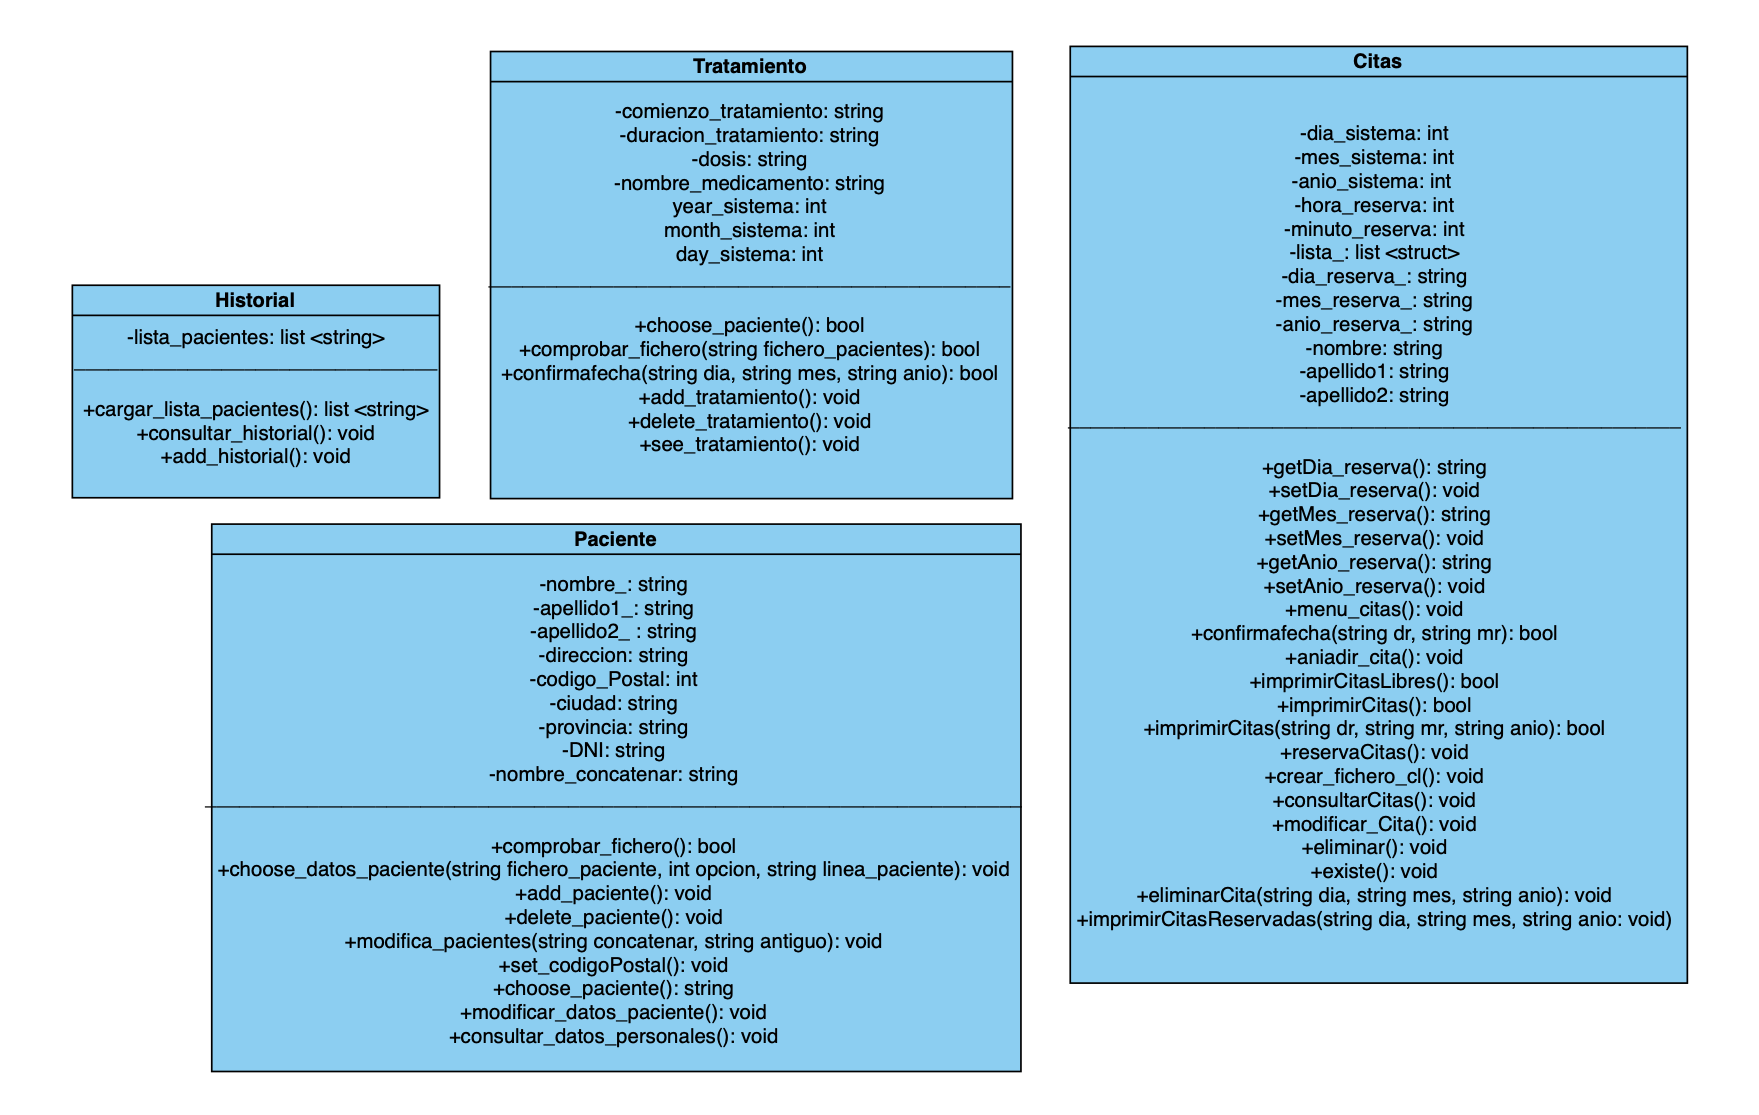 Historial
-lista_pacientes: list <string>
+cargar_lista_pacientes(): list <string>
+consultar_historial(): void
+add_historial(): void
Tratamiento
-comienzo_tratamiento: string
-duracion_tratamiento: string
-dosis: string
-nombre_medicamento: string
year_sistema: int
month_sistema: int
day_sistema: int
+choose_paciente(): bool
+comprobar_fichero(string fichero_pacientes): bool
+confirmafecha(string dia, string mes, string anio): bool
+add_tratamiento(): void
+delete_tratamiento(): void
+see_tratamiento(): void
Citas
-dia_sistema: int
-mes_sistema: int
-anio_sistema: int
-hora_reserva: int
-minuto_reserva: int
-lista_: list <struct>
-dia_reserva_: string
-mes_reserva_: string
-anio_reserva_: string
-nombre: string
-apellido1: string
-apellido2: string
+getDia_reserva(): string
+setDia_reserva(): void
+getMes_reserva(): string
+setMes_reserva(): void
+getAnio_reserva(): string
+setAnio_reserva(): void
+menu_citas(): void
+confirmafecha(string dr, string mr): bool
+aniadir_cita(): void
+imprimirCitasLibres(): bool
+imprimirCitas(): bool
+imprimirCitas(string dr, string mr, string anio): bool
+reservaCitas(): void
+crear_fichero_cl(): void
+consultarCitas(): void
+modificar_Cita(): void
+eliminar(): void
+existe(): void
+eliminarCita(string dia, string mes, string anio): void
+imprimirCitasReservadas(string dia, string mes, string anio: void)
Paciente
-nombre_: string
-apellido1_: string
-apellido2_ : string
-direccion: string
-codigo_Postal: int
-ciudad: string
-provincia: string
-DNI: string
-nombre_concatenar: string
+comprobar_fichero(): bool
+choose_datos_paciente(string fichero_paciente, int opcion, string linea_paciente): void
+add_paciente(): void
+delete_paciente(): void
+modifica_pacientes(string concatenar, string antiguo): void
+set_codigoPostal(): void
+choose_paciente(): string
+modificar_datos_paciente(): void
+consultar_datos_personales(): void